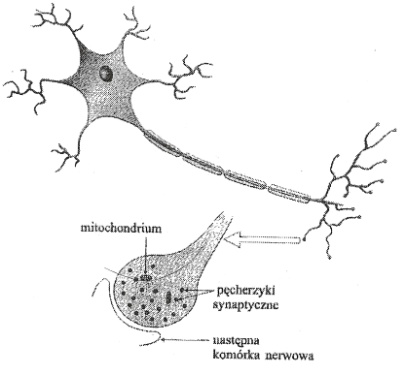 mitochondrium
pęcherzyki
synaptyczne
następna
komórka nerwowa